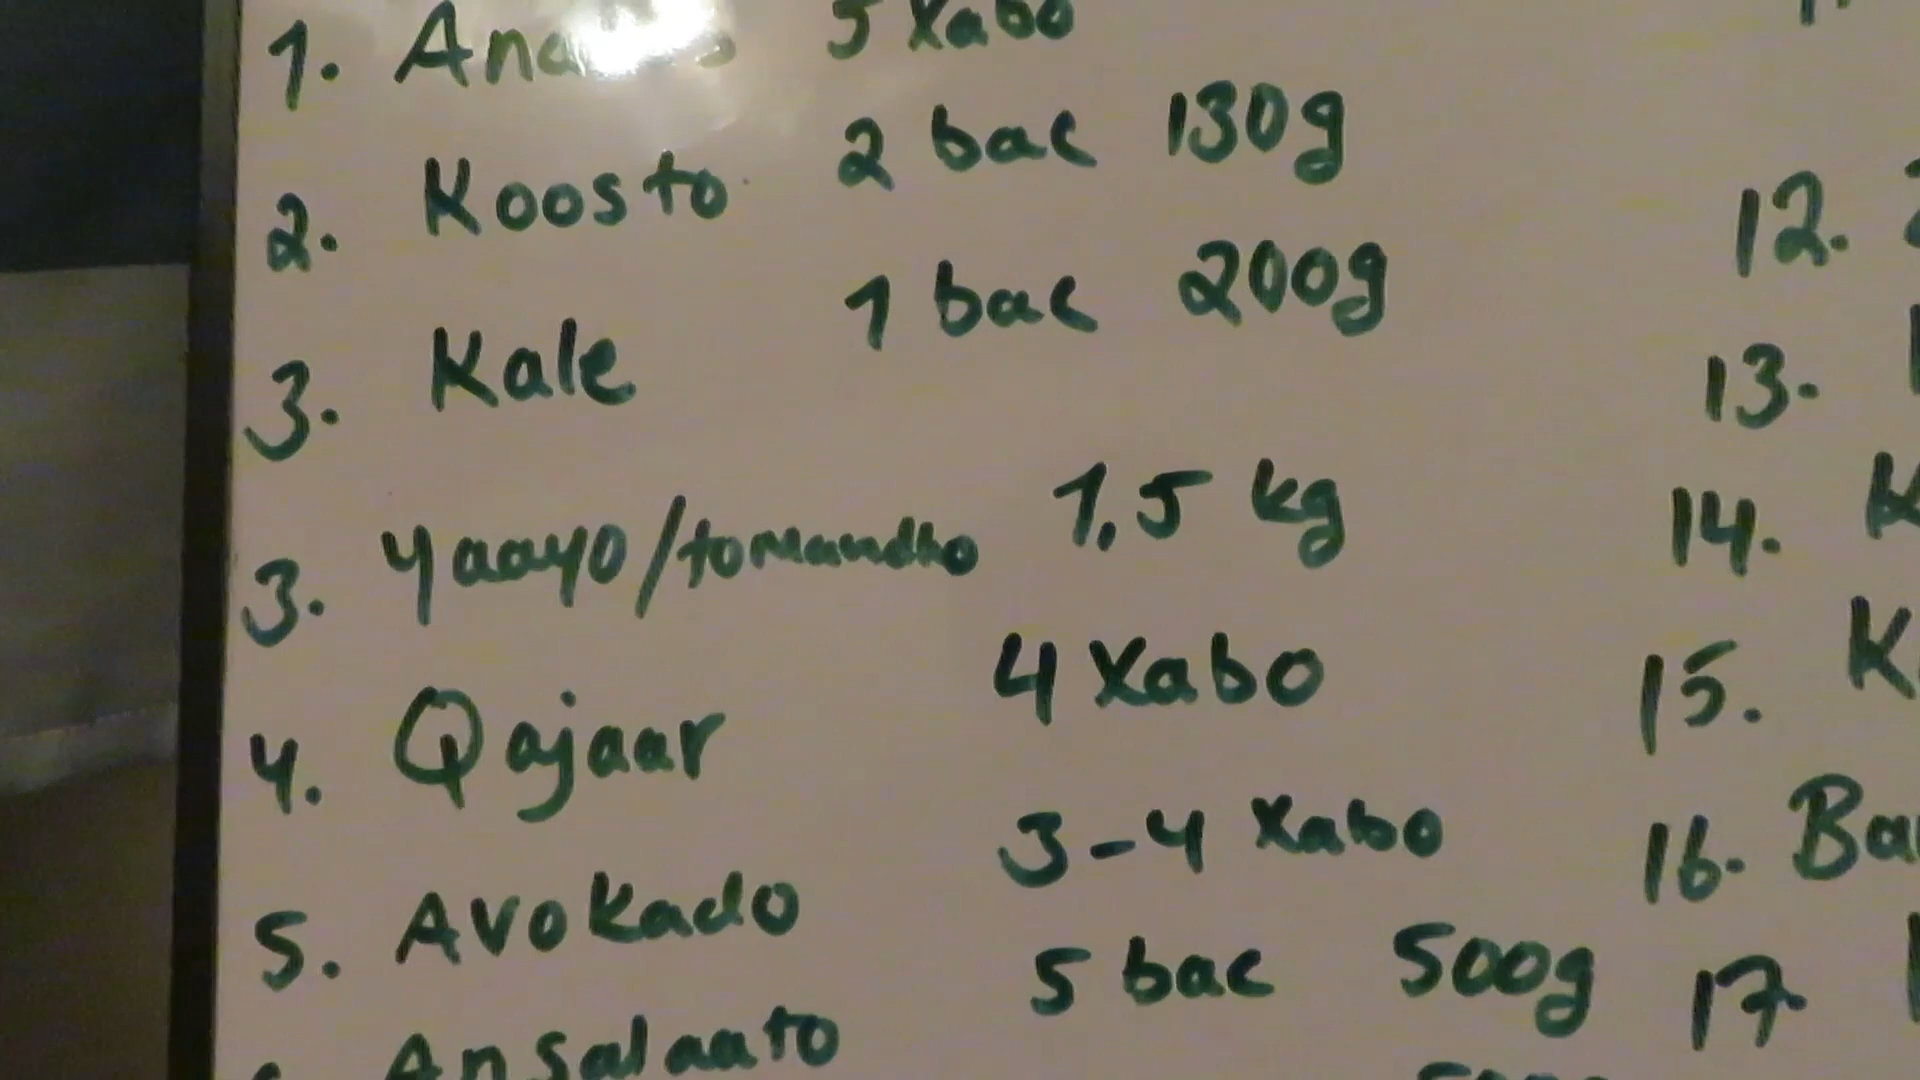 1. 5 Xabo
2. Koosto 2 bac 130g
3. Kale 1 bac 200g
3. Yaayo/tomandho 1,5 kg
4. Qajaar 4 Xabo
5. Avokado 3-4 Xabo
Ansalaato 5 bac 500g
12.
13.
14.
15.
16.
17